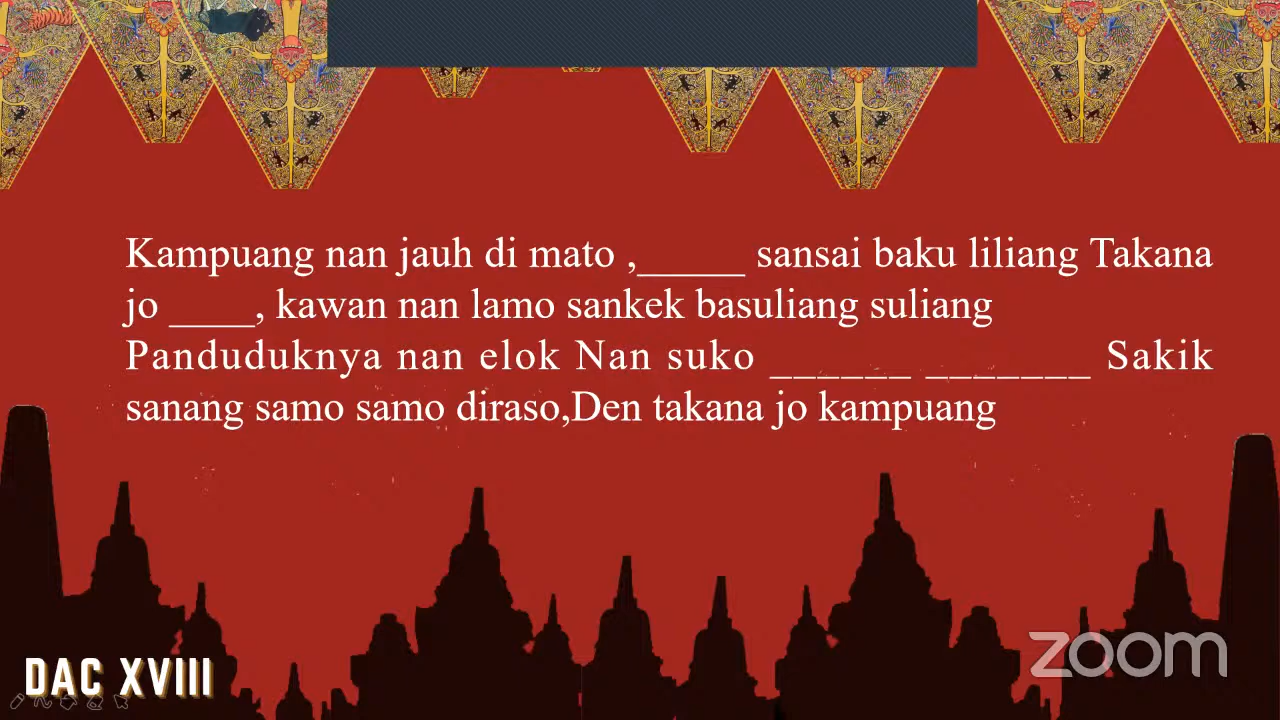 Kampuang nan jauh di mato ,_____ sansai baku liliang Takana
jo ____, kawan nan lamo sankek basuliang suliang
Panduduknya nan elok Nan suko ______ _______ Sakik
sanang samo samo diraso,Den takana jo kampuang
DAC XVIII
zoom